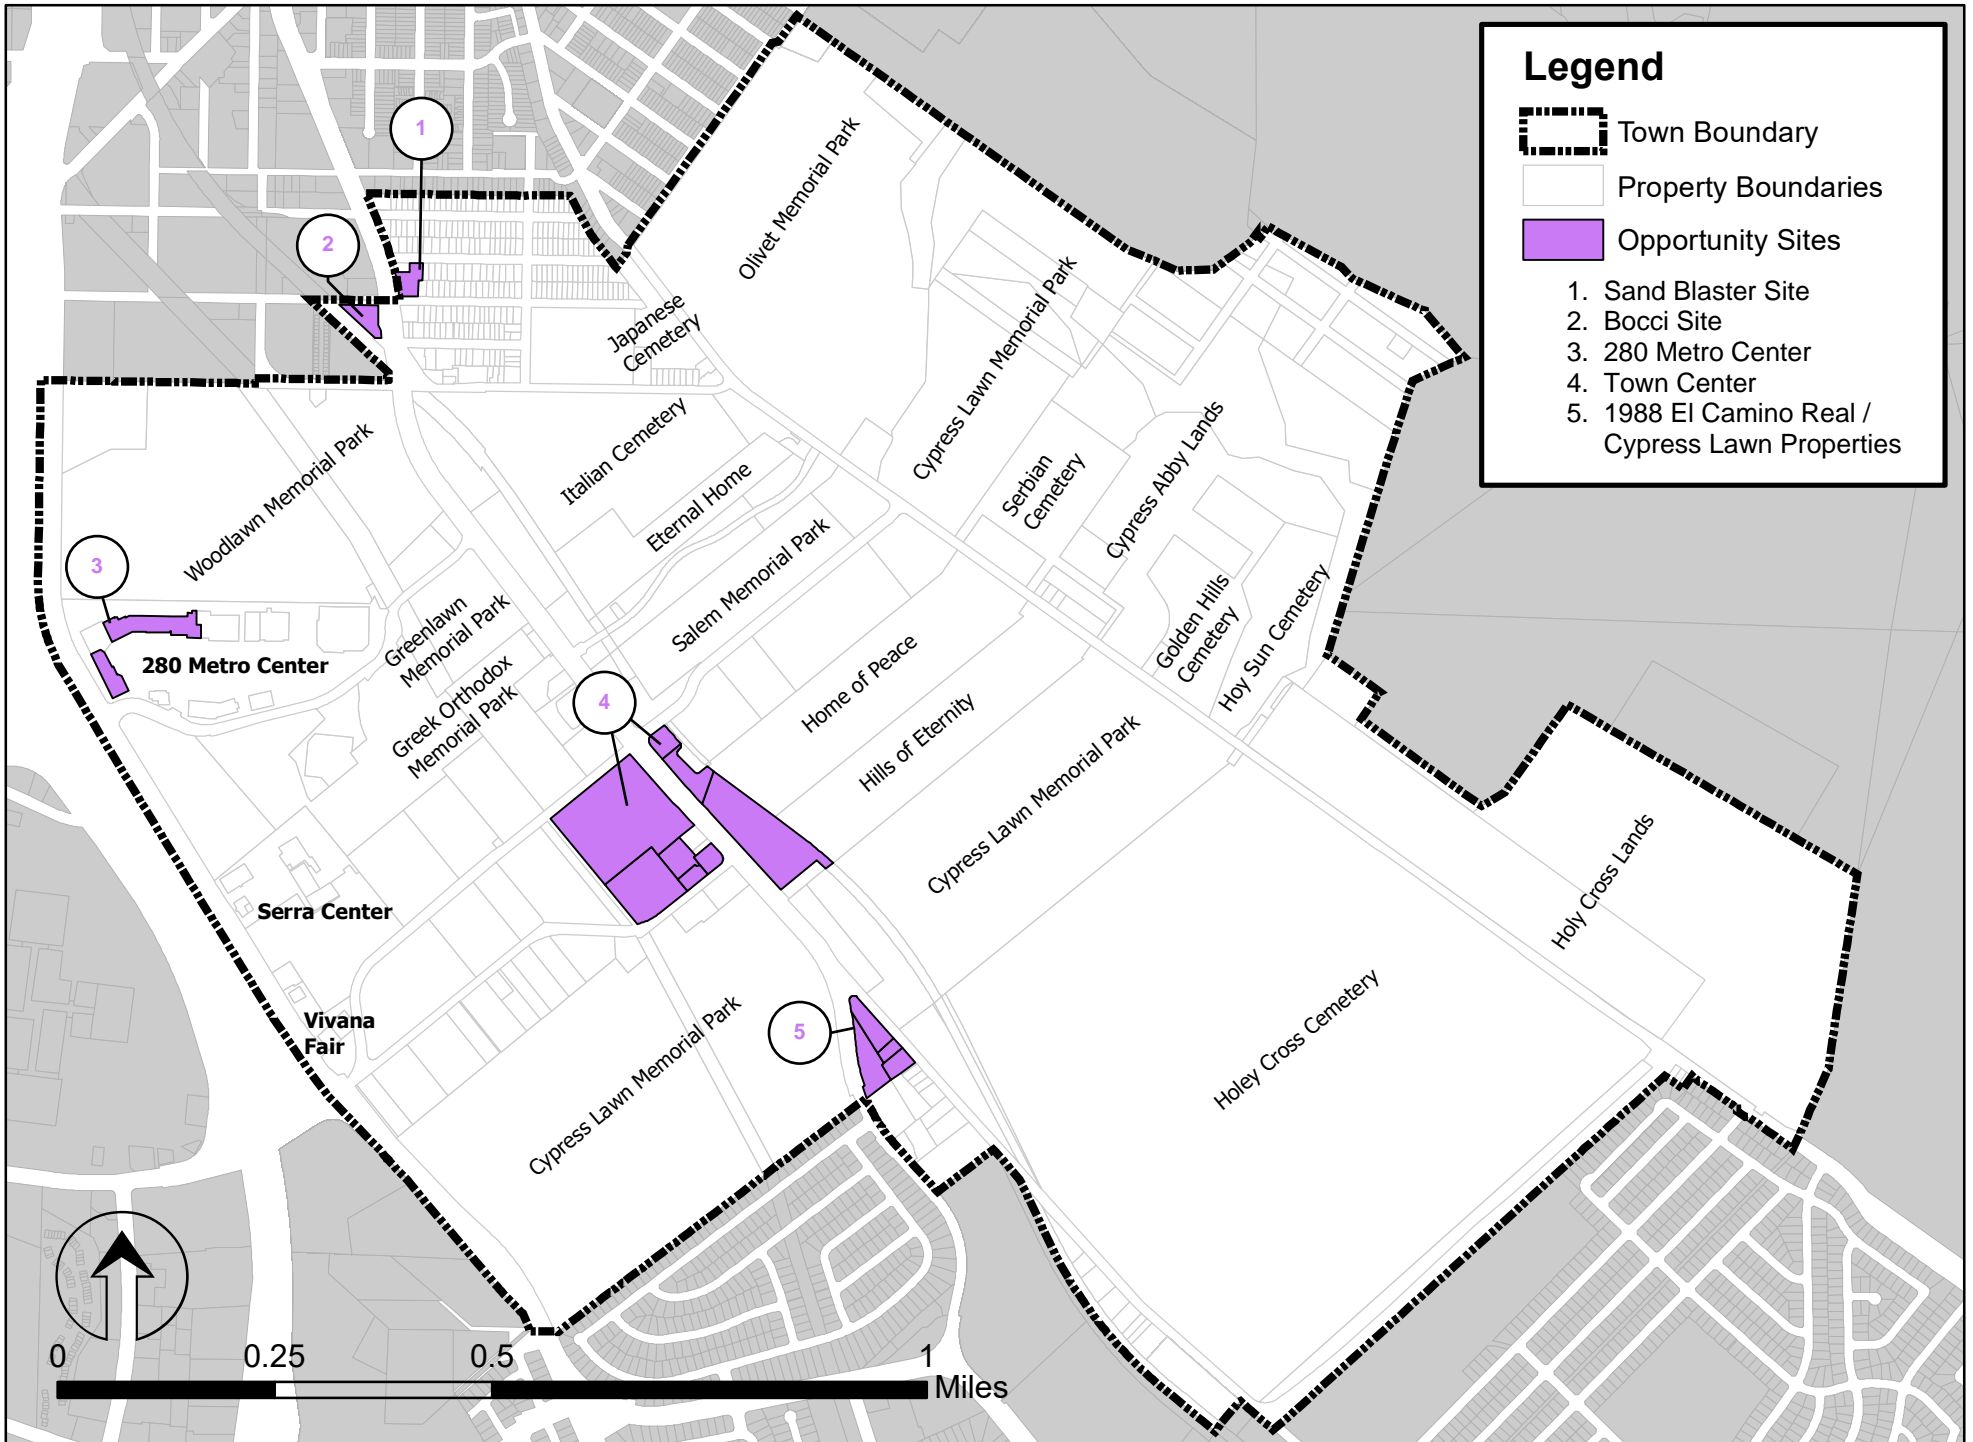 Legend
Town Boundary
Property Boundaries
Opportunity Sites
1. Sand Blaster Site
2. Bocci Site
3. 280 Metro Center
4. Town Center
5. 1988 El Camino Real /
Cypress Lawn Properties
1
2
Olivet Memorial Park
Japanese
Cemetery
Cypress Lawn Memorial Park
Italian Cemetery
Woodlawn Memorial Park
Eternal Home
Serbian
Cemetery
Cypress Abby Lands
Salem Memorial Park
3
Greenlawn
Memorial Park
Golden Hills
Cemetery
Hoy Sun Cemetery
280 Metro Center
Greek Orthodox
Memorial Park
4
Home of Peace
Hills of Eternity
Cypress Lawn Memorial Park
Holy Cross Lands
Serra Center
Vivana
Fair
5
Cypress Lawn Memorial Park
Holey Cross Cemetery
0
0.25
0.5
1
Miles